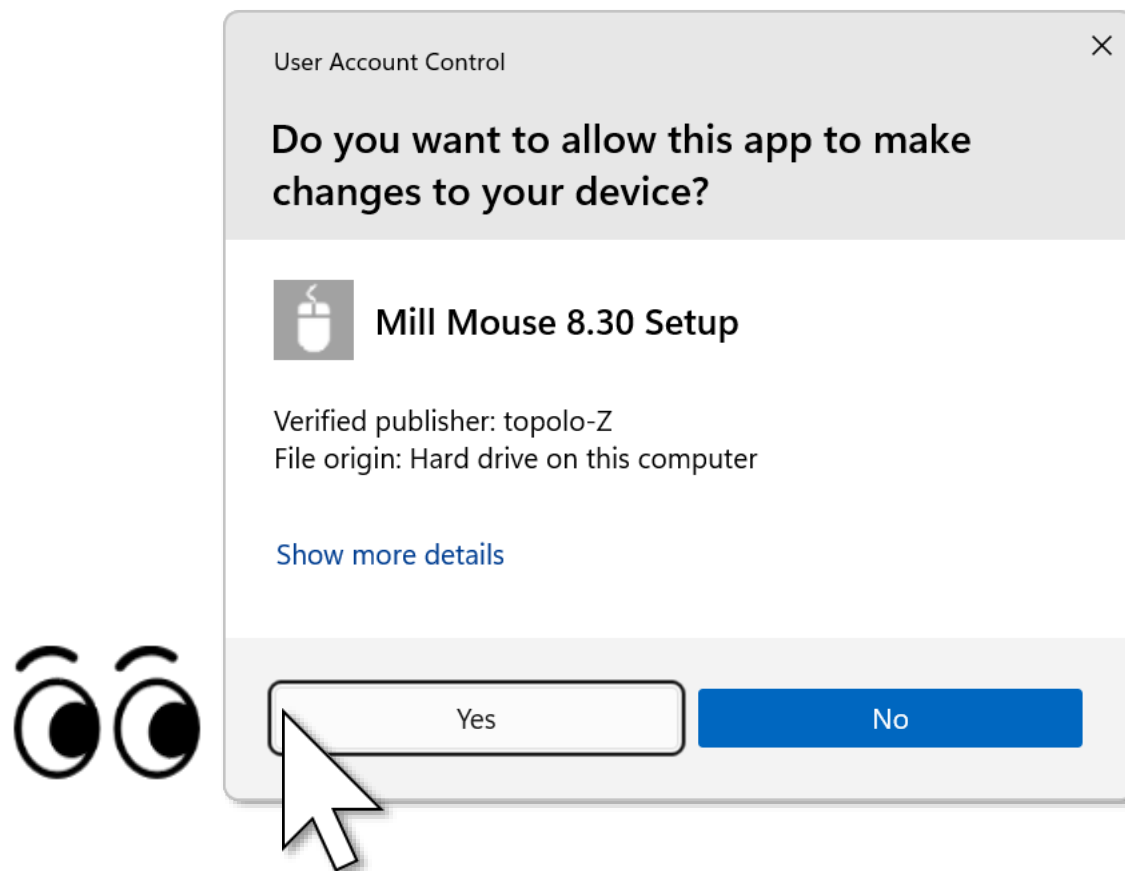 User Account Control
Do you want to allow this app to make
changes to your device?
Mill Mouse 8.30 Setup
Verified publisher: topolo-Z
File origin: Hard drive on this computer
Show more details
Yes
No